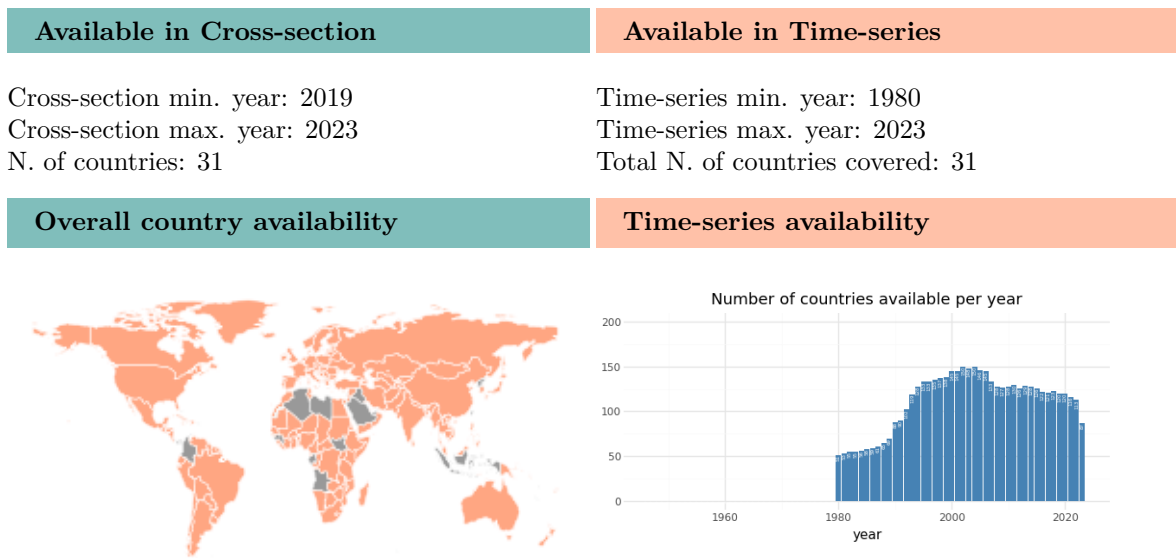 Available in Cross-section
Available in Time-series
Cross-section min. year: 2019
Cross-section max. year: 2023
N. of countries: 31
Time-series min. year: 1980
Time-series max. year: 2023
Total N. of countries covered: 31
Overall country availability
Time-series availability
Number of countries available per year
200
150
100
50
0
1960
1980
2000
2020
year